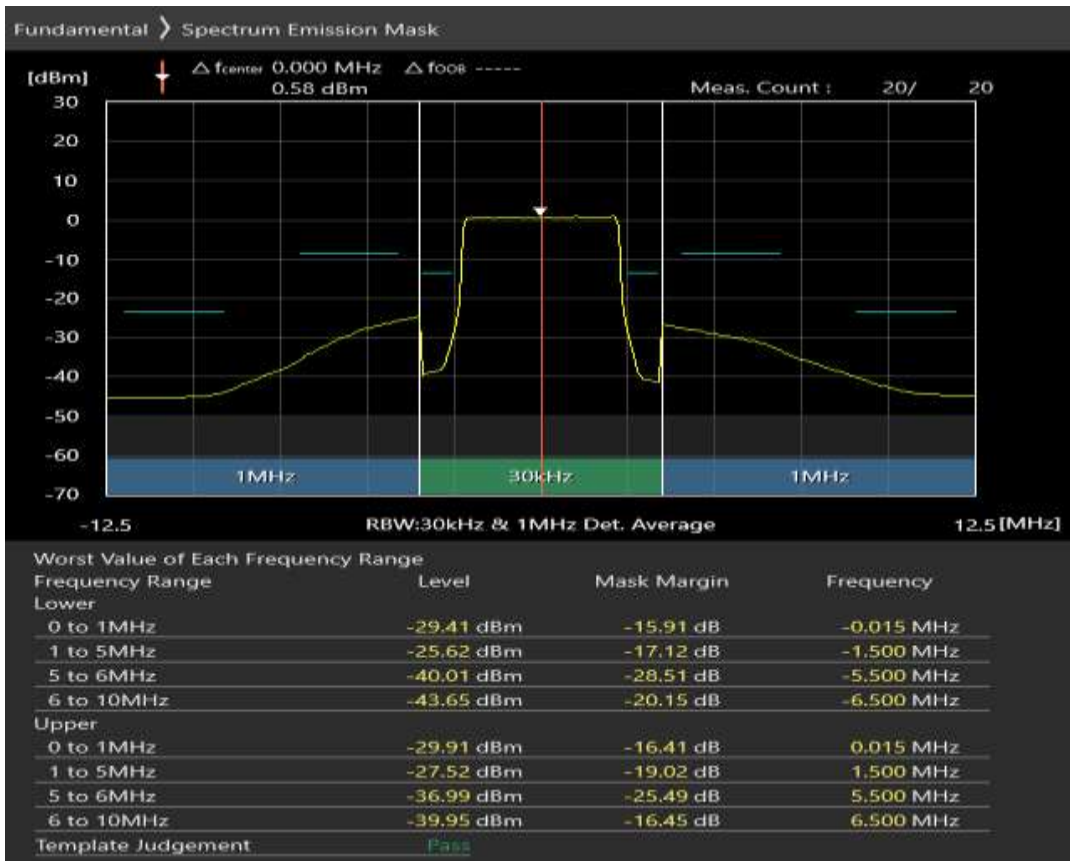 Fundamental ❭ Spectrum Emission Mask
[dBm] △ fcenter 0.000 MHz △ fOOB -----
0.58 dBm Meas. Count : 20/ 20
30
20
10
0
-10
-20
-30
-40
-50
-60
1MHz 30kHz 1MHz
-70
-12.5 RBW:30kHz & 1MHz Det. Average 12.5 [MHz]
Worst Value of Each Frequency Range
Frequency Range Level Mask Margin Frequency
Lower
0 to 1MHz -29.41 dBm -15.91 dB -0.015 MHz
1 to 5MHz -25.62 dBm -17.12 dB -1.500 MHz
5 to 6MHz -40.01 dBm -28.51 dB -5.500 MHz
6 to 10MHz -43.65 dBm -20.15 dB -6.500 MHz
Upper
0 to 1MHz -29.91 dBm -16.41 dB 0.015 MHz
1 to 5MHz -27.52 dBm -19.02 dB 1.500 MHz
5 to 6MHz -36.99 dBm -25.49 dB 5.500 MHz
6 to 10MHz -39.95 dBm -16.45 dB 6.500 MHz
Template Judgement Pass